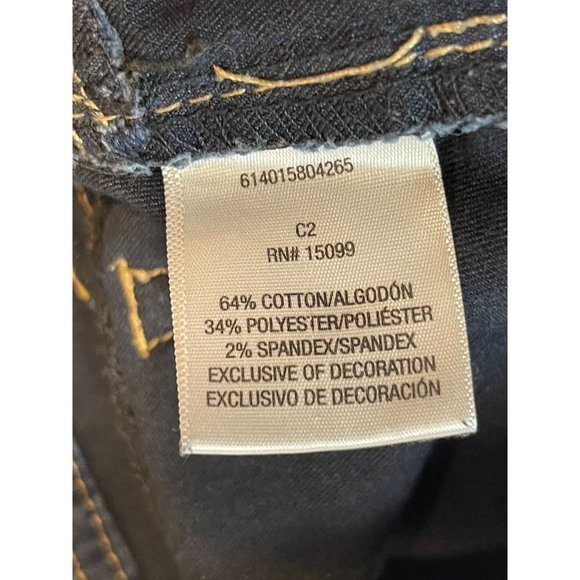 614015804265
C2
RN# 15099
64% COTTON/ALGODÓN
34% POLYESTER/POLIÉSTER
2% SPANDEX/SPANDEX
EXCLUSIVE OF DECORATION
EXCLUSIVO DE DECORACIÓN